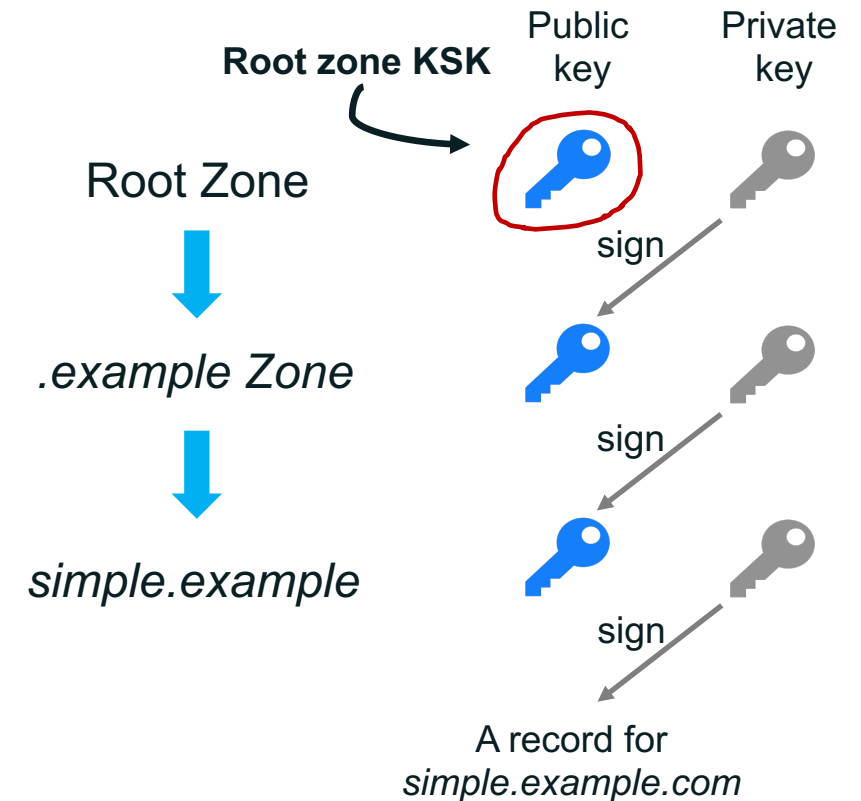 Public
key
Private
key
Root zone KSK
Root Zone
sign
.example Zone
sign
simple.example
sign
A record for
simple.example.com